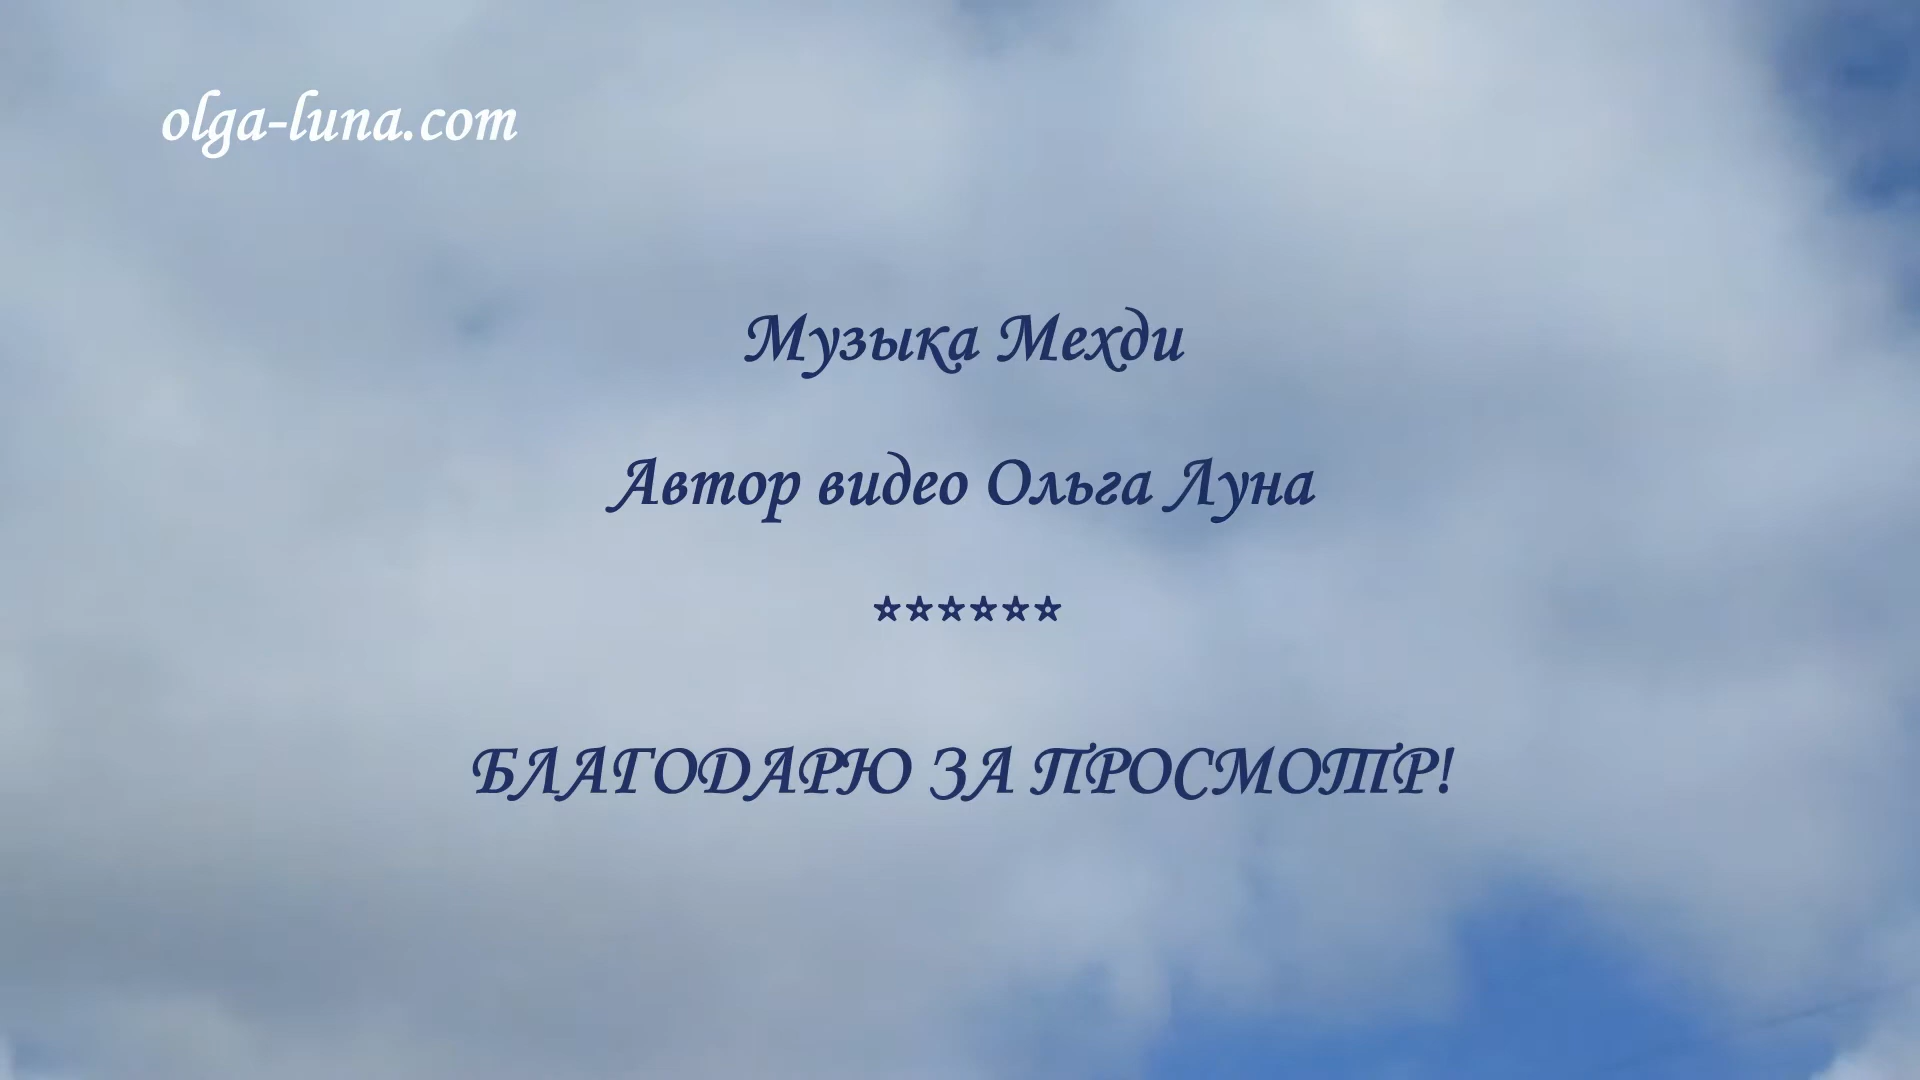 olga-luna.com
Музыка Мехди
Автор видео Ольга Луна
******
БЛАГОДАРЮ ЗА ПРОСМОТР!